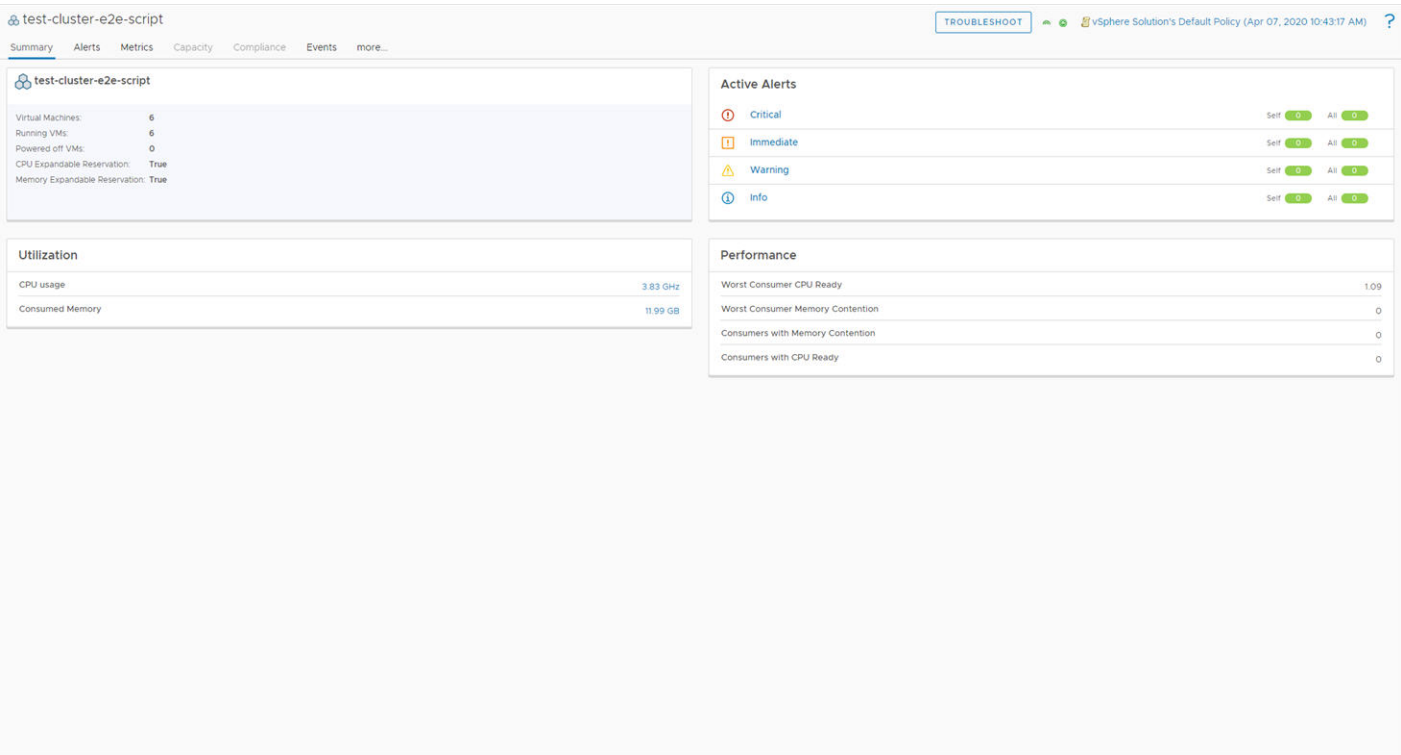 test-cluster-e2e-script
TROUBLESHOOT
vSphere Solution's Default Policy (Apr 07, 2020 10:43:17 AM)
?
Summary Alerts Metrics Capacity Compliance Events more...
test-cluster-e2e-script
Virtual Machines: 6
Running VMs: 6
Powered off VMs: 0
CPU Expandable Reservation: True
Memory Expandable Reservation: True
Active Alerts
Critical Self 0 All 0
Immediate Self 0 All 0
Warning Self 0 All 0
Info Self 0 All 0
Utilization
CPU usage 3.83 GHz
Consumed Memory 11.99 GB
Performance
Worst Consumer CPU Ready 1.09
Worst Consumer Memory Contention 0
Consumers with Memory Contention 0
Consumers with CPU Ready 0